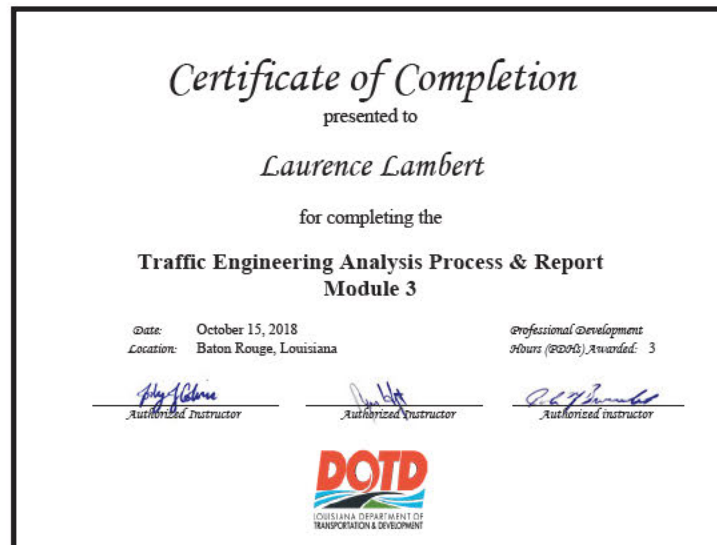 Certificate of Completion
presented to
Laurence Lambert
for completing the
Traffic Engineering Analysis Process & Report
Module 3
Date: October 15, 2018
Professional Development
Location: Baton Rouge, Louisiana
Hours (PDHs) Awarded: 3
Authorized Instructor
Authorized Instructor
Authorized instructor
DOTD
LOUISIANA DEPARTMENT OF
TRANSPORTATION & DEVELOPMENT